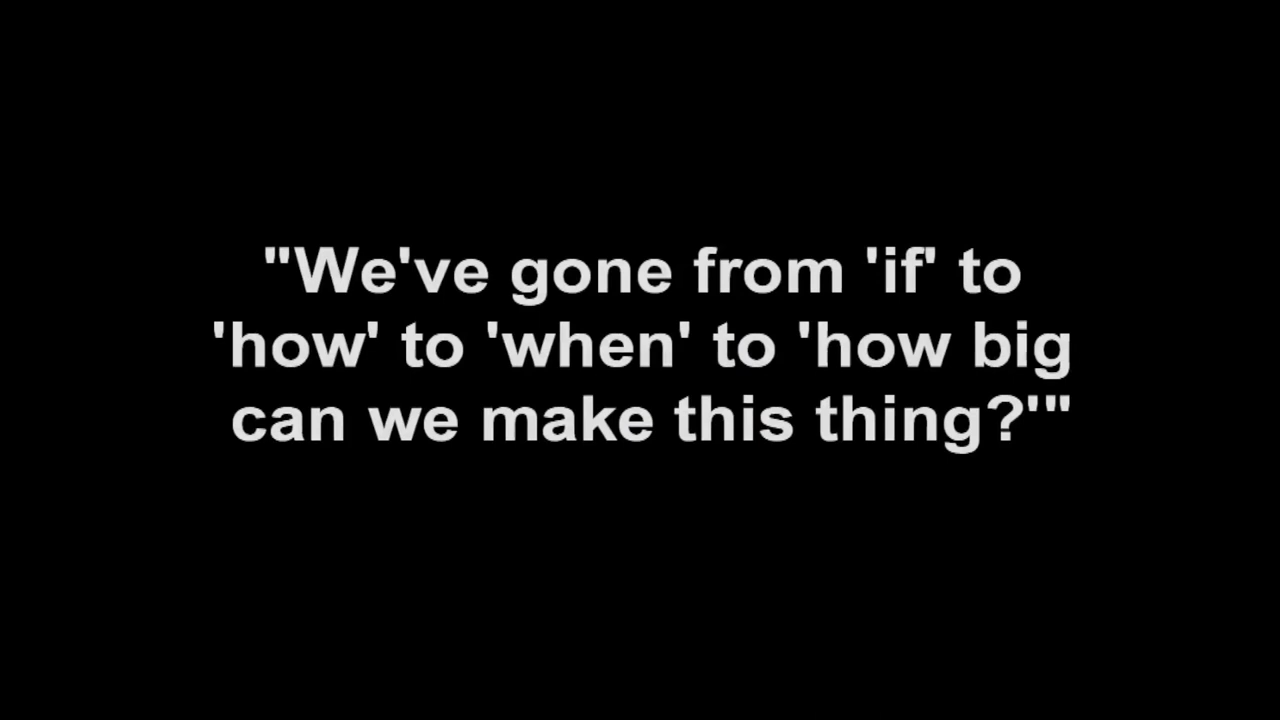 "We've gone from 'if' to
'how' to 'when' to 'how big
can we make this thing?'"